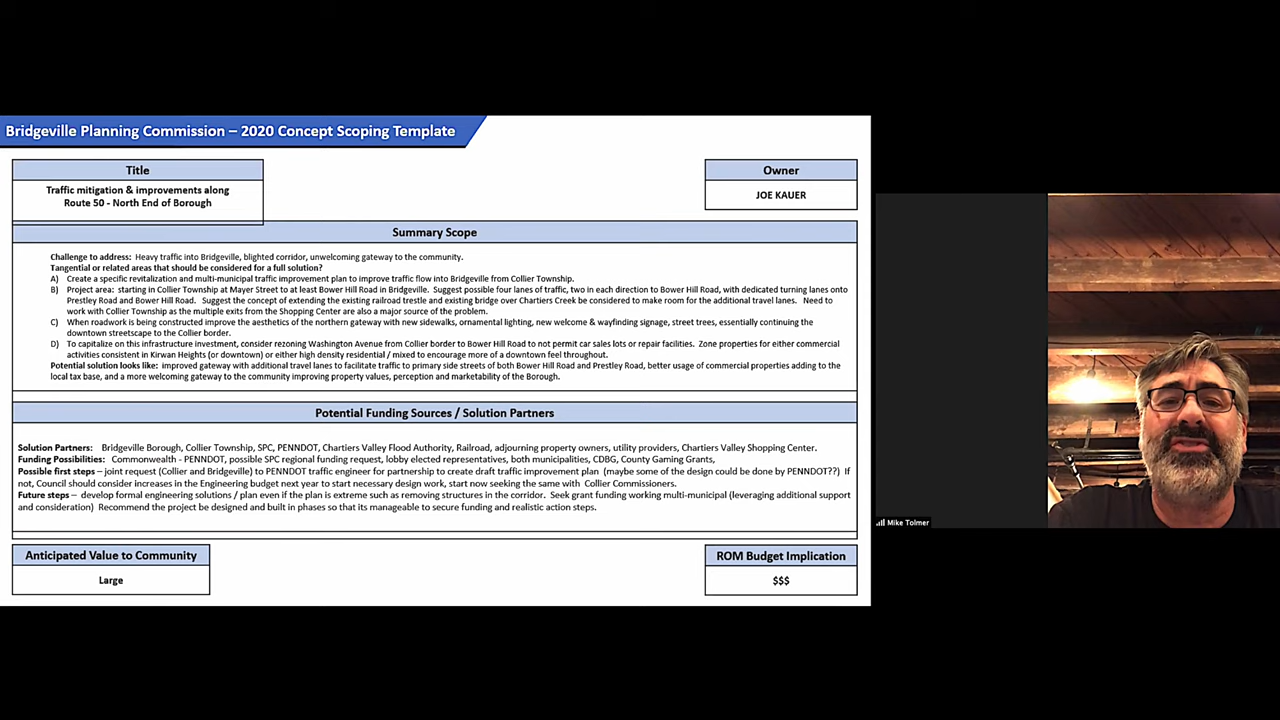 Bridgeville Planning Commission – 2020 Concept Scoping Template
Title
Traffic mitigation & improvements along
Route 50 - North End of Borough
Owner
JOE KAUER
Summary Scope
Challenge to address: Heavy traffic into Bridgeville, blighted corridor, unwelcoming gateway to the community.
Tangential or related areas that should be considered for a full solution?
A) Create a specific revitalization and multi-municipal traffic improvement plan to improve traffic flow into Bridgeville from Collier Township.
B) Project area: starting in Collier Township at Mayer Street to at least Bower Hill Road in Bridgeville. Suggest possible four lanes of traffic, two in each direction to Bower Hill Road, with dedicated turning lanes onto
Prestley Road and Bower Hill Road. Suggest the concept of extending the existing railroad trestle and existing bridge over Chartiers Creek be considered to make room for the additional travel lanes. Need to
work with Collier Township as the multiple exits from the Shopping Center are also a major source of the problem.
C) When roadwork is being constructed improve the aesthetics of the northern gateway with new sidewalks, ornamental lighting, new welcome & wayfinding signage, street trees, essentially continuing the
downtown streetscape to the Collier border.
D) To capitalize on this infrastructure investment, consider rezoning Washington Avenue from Collier border to Bower Hill Road to not permit car sales lots or repair facilities. Zone properties for either commercial
activities consistent in Kirwan Heights (or downtown) or either high density residential / mixed to encourage more of a downtown feel throughout.
Potential solution looks like: improved gateway with additional travel lanes to facilitate traffic to primary side streets of both Bower Hill Road and Prestley Road, better usage of commercial properties adding to the
local tax base, and a more welcoming gateway to the community improving property values, perception and marketability of the Borough.
Potential Funding Sources / Solution Partners
Solution Partners: Bridgeville Borough, Collier Township, SPC, PENNDOT, Chartiers Valley Flood Authority, Railroad, adjourning property owners, utility providers, Chartiers Valley Shopping Center.
Funding Possibilities: Commonwealth - PENNDOT, possible SPC regional funding request, lobby elected representatives, both municipalities, CDBG, County Gaming Grants,
Possible first steps – joint request (Collier and Bridgeville) to PENNDOT traffic engineer for partnership to create draft traffic improvement plan (maybe some of the design could be done by PENNDOT??) If
not, Council should consider increases in the Engineering budget next year to start necessary design work, start now seeking the same with Collier Commissioners.
Future steps – develop formal engineering solutions / plan even if the plan is extreme such as removing structures in the corridor. Seek grant funding working multi-municipal (leveraging additional support
and consideration) Recommend the project be designed and built in phases so that its manageable to secure funding and realistic action steps.
Anticipated Value to Community
Large
ROM Budget Implication
$$$
Mike Tolmer